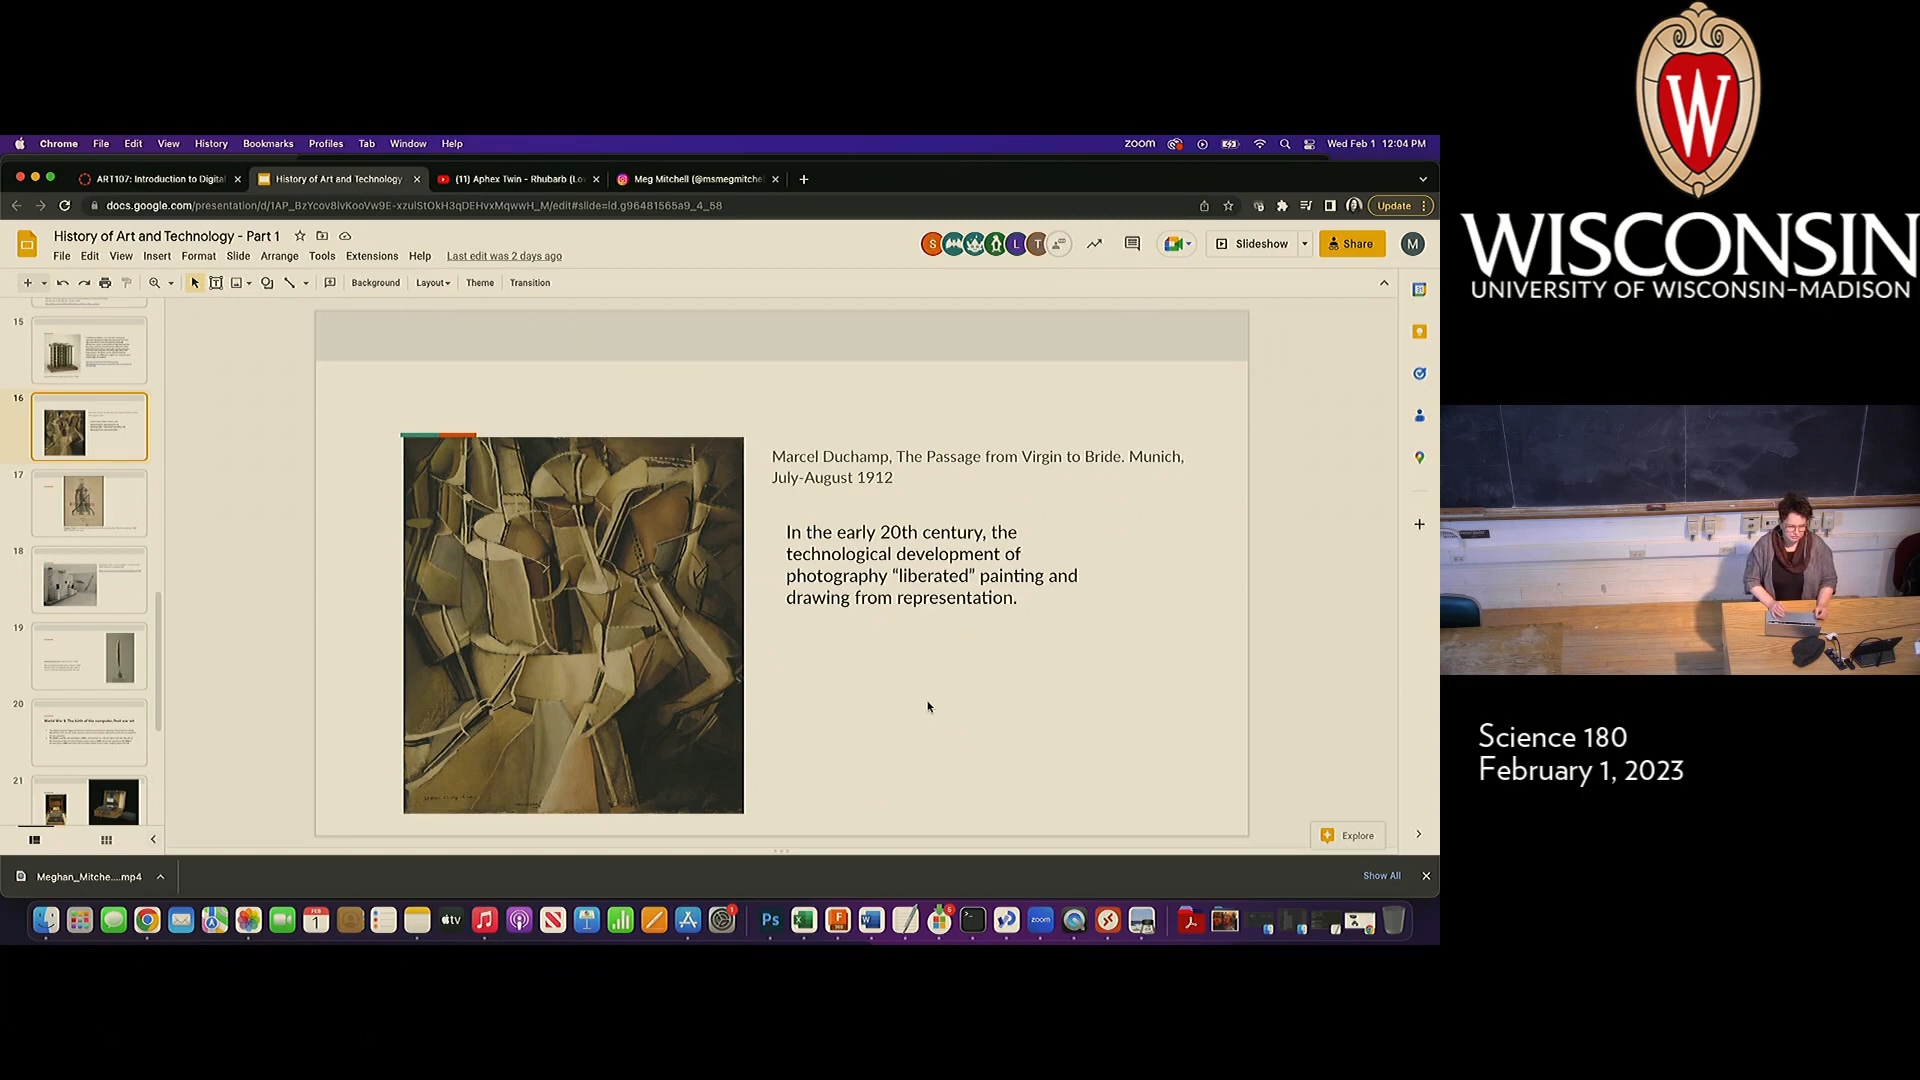 Chrome File Edit View History Bookmarks Profiles Tab Window Help
zoom Wed Feb 1 12:04 PM
ART107: Introduction to Digital
History of Art and Technology
(11) Aphex Twin - Rhubarb (Lo
Meg Mitchell (@msmegmitche
docs.google.com/presentation/d/1AP_BzYcov8lvKooVw9E-xzulStOkH3qDEHvxMqwwH_M/edit#slide=id.g96481565a9_4_58
Update
History of Art and Technology - Part 1
File Edit View Insert Format Slide Arrange Tools Extensions Help
Last edit was 2 days ago
S L T
Slideshow
Share
M
Background Layout Theme Transition
15
16
17
18
19
20
21
Marcel Duchamp, The Passage from Virgin to Bride. Munich,
July-August 1912
In the early 20th century, the
technological development of
photography “liberated” painting and
drawing from representation.
Explore
Meghan_Mitche....mp4
Show All
FEB
1
tv
Ps
zoom
W
WISCONSIN
UNIVERSITY OF WISCONSIN–MADISON
Science 180
February 1, 2023